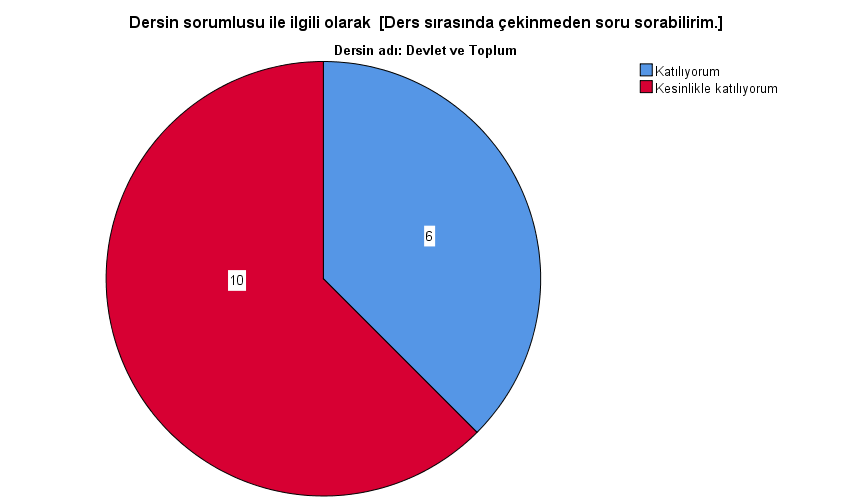 Dersin sorumlusu ile ilgili olarak [Ders sırasında çekinmeden soru sorabilirim.]
Dersin adı: Devlet ve Toplum
Katılıyorum
Kesinlikle katılıyorum
6
10